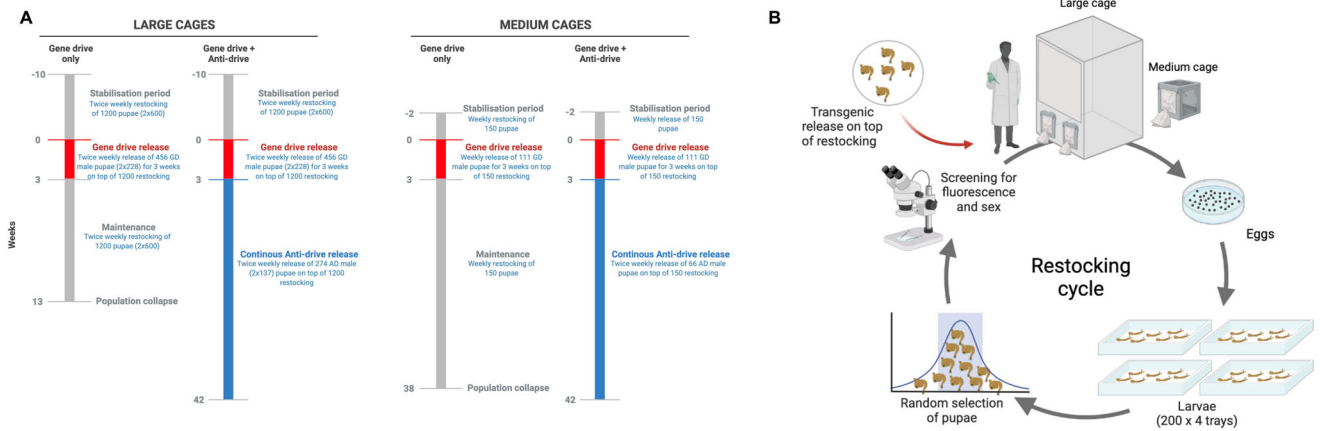 A
LARGE CAGES
MEDIUM CAGES
Gene drive
only
Gene drive +
Anti-drive
Gene drive
only
Gene drive +
Anti-drive
Weeks
-10
Stabilisation period
Twice weekly restocking
of 1200 pupae (2x600)
0
Gene drive release
Twice weekly release of 456 GD
male pupae (2x228) for 3 weeks
on top of 1200 restocking
3
Maintenance
Twice weekly restocking of
1200 pupae (2x600)
13
Population collapse
-10
Stabilisation period
Twice weekly restocking
of 1200 pupae (2x600)
0
Gene drive release
Twice weekly release of 456 GD
male pupae (2x228) for 3 weeks
on top of 1200 restocking
3
Continous Anti-drive release
Twice weekly release of 274 AD male
(2x137) pupae on top of 1200
restocking
42
-2
Stabilisation period
Weekly restocking of
150 pupae
0
Gene drive release
Weekly release of 111 GD
male pupae for 3 weeks on top
of 150 restocking
3
Maintenance
Weekly restocking of
150 pupae
38
Population collapse
-2
Stabilisation period
Weekly release of 150
pupae
0
Gene drive release
Weekly release of 111 GD
male pupae for 3 weeks on top
of 150 restocking
3
Continous Anti-drive release
Twice weekly release of 66 AD male
pupae on top of 150 restocking
42
B
Large cage
Medium cage
Transgenic
release on top
of restocking
Screening for
fluorescence
and sex
Eggs
Restocking
cycle
Random selection
of pupae
Larvae
(200 x 4 trays)